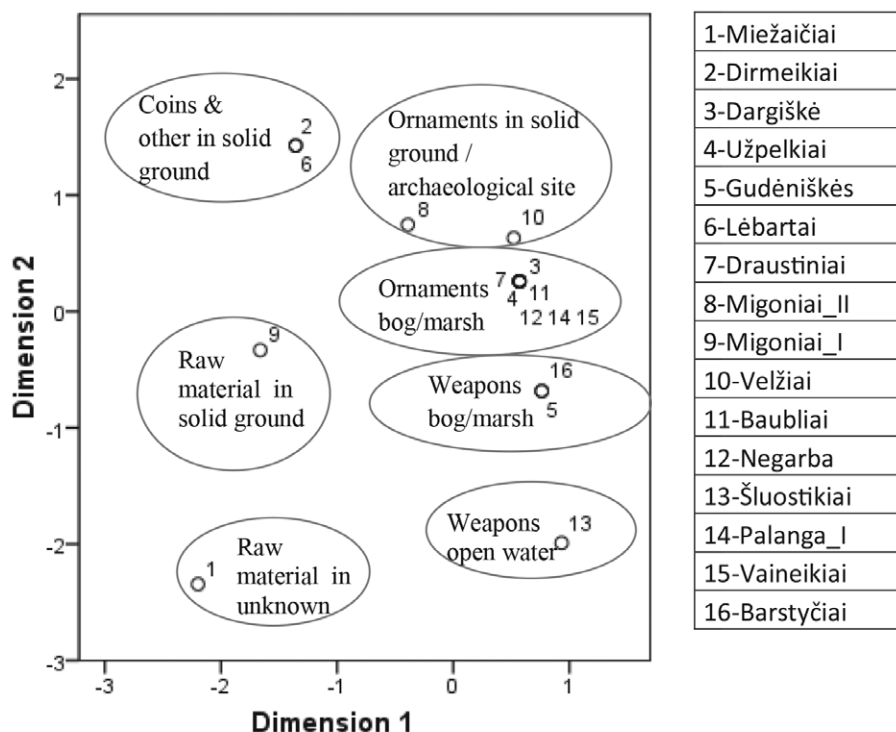 Coins &
other in solid
ground
2
6
Ornaments in solid
ground /
archaeological site
8
10
Ornaments
bog/marsh
7
3
4
11
12 14 15
Raw
material in
solid ground
9
Weapons
bog/marsh
16
5
Raw
material in
unknown
1
Weapons
open water
13
2
1
0
-1
-2
-3
-3
-2
-1
0
1
Dimension 2
Dimension 1
1-Miežaičiai
2-Dirmeikiai
3-Dargiškė
4-Užpelkiai
5-Gudėniškės
6-Lėbartai
7-Draustiniai
8-Migoniai_II
9-Migoniai_I
10-Velžiai
11-Baubliai
12-Negarba
13-Šluostikiai
14-Palanga_I
15-Vaineikiai
16-Barstyčiai